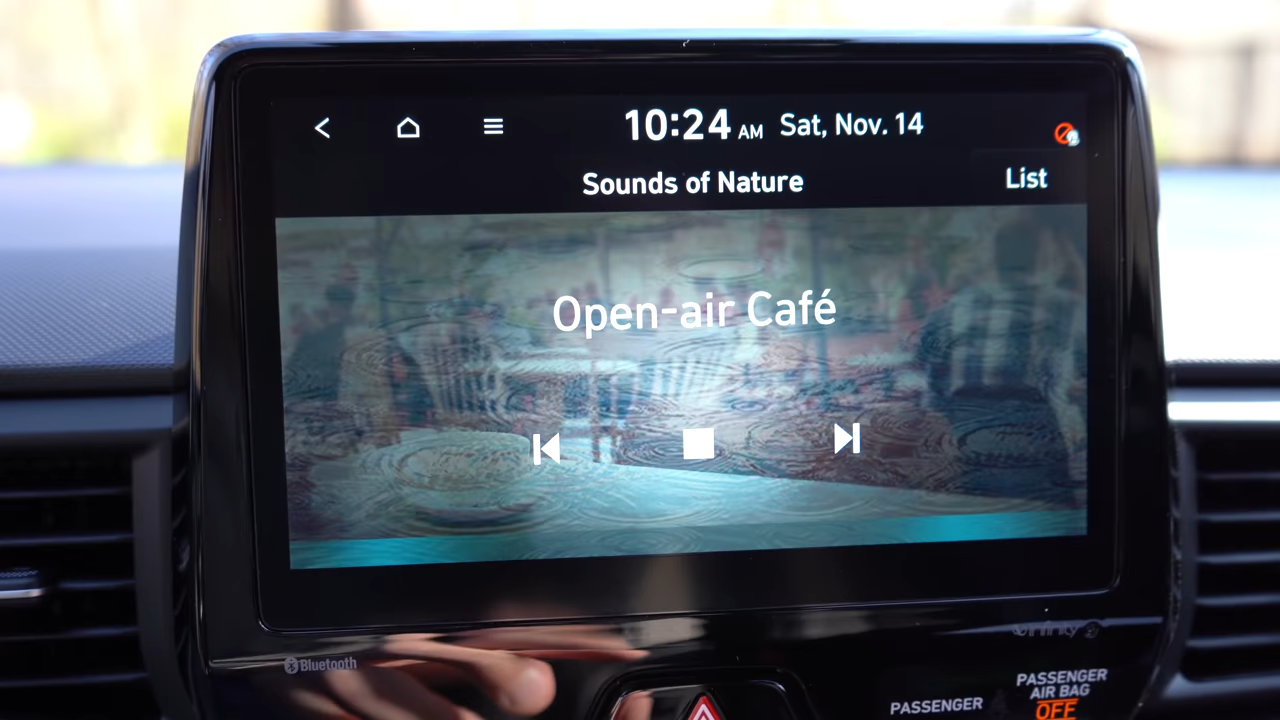 10:24 AM Sat, Nov. 14
Sounds of Nature
List
Open-air Café
Bluetooth
infinity
PASSENGER
PASSENGER
AIR BAG
OFF